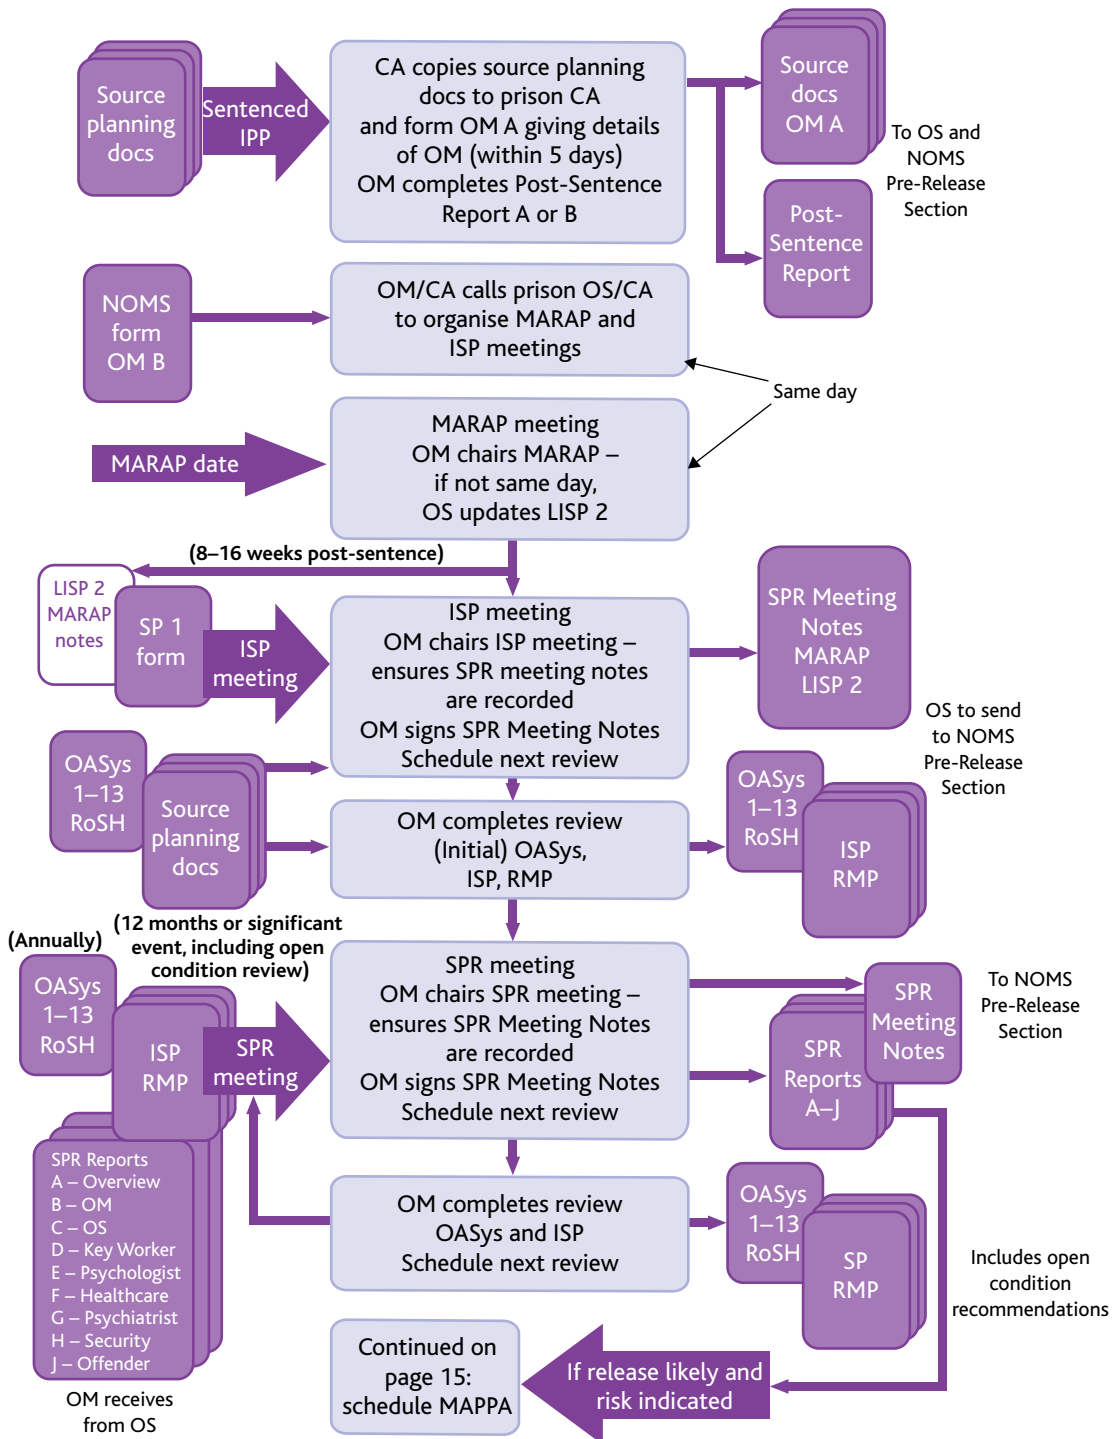 Source
planning
docs
Sentenced
IPP
CA copies source planning
docs to prison CA
and form OM A giving details
of OM (within 5 days)
OM completes Post-Sentence
Report A or B
Source
docs
OM A
To OS and
NOMS
Pre-Release
Section
Post-
Sentence
Report
NOMS
form
OM B
OM/CA calls prison OS/CA
to organise MARAP and
ISP meetings
Same day
MARAP date
MARAP meeting
OM chairs MARAP –
if not same day,
OS updates LISP 2
(8–16 weeks post-sentence)
LISP 2
MARAP
notes
SP 1
form
ISP
meeting
ISP meeting
OM chairs ISP meeting –
ensures SPR meeting notes
are recorded
OM signs SPR Meeting Notes
Schedule next review
SPR Meeting
Notes
MARAP
LISP 2
OS to send
to NOMS
Pre-Release
Section
OASys
1–13
RoSH
Source
planning
docs
OM completes review
(Initial) OASys,
ISP, RMP
OASys
1–13
RoSH
ISP
RMP
(Annually)
(12 months or significant
event, including open
condition review)
OASys
1–13
RoSH
ISP
RMP
SPR
meeting
SPR meeting
OM chairs SPR meeting –
ensures SPR Meeting Notes
are recorded
OM signs SPR Meeting Notes
Schedule next review
SPR
Meeting
Notes
To NOMS
Pre-Release
Section
SPR
Reports
A–J
SPR Reports
A – Overview
B – OM
C – OS
D – Key Worker
E – Psychologist
F – Healthcare
G – Psychiatrist
H – Security
J – Offender
OM receives
from OS
OM completes review
OASys and ISP
Schedule next review
OASys
1–13
RoSH
SP
RMP
Includes open
condition
recommendations
Continued on
page 15:
schedule MAPPA
If release likely and
risk indicated